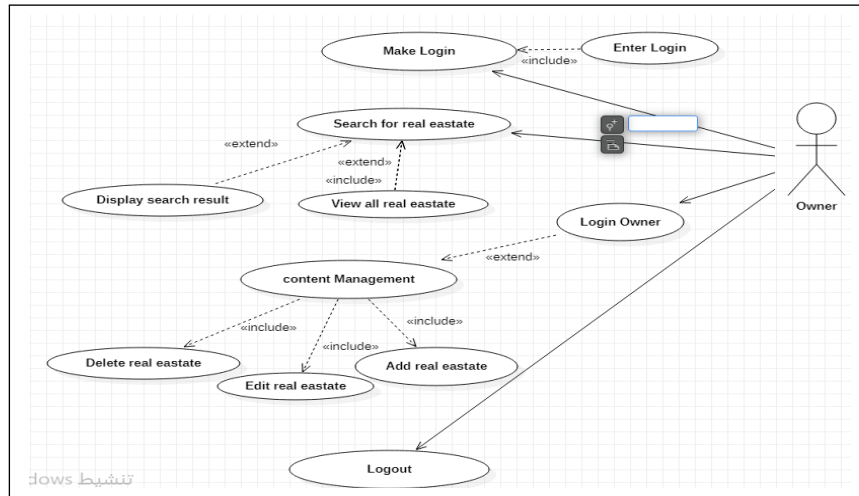 Make Login
Enter Login
«include»
Search for real eastate
«extend»
«extend»
«include»
Display search result
View all real eastate
Owner
Login Owner
«extend»
content Management
«include»
«include»
«include»
Delete real eastate
Add real eastate
Edit real eastate
Logout
تنشيط dows